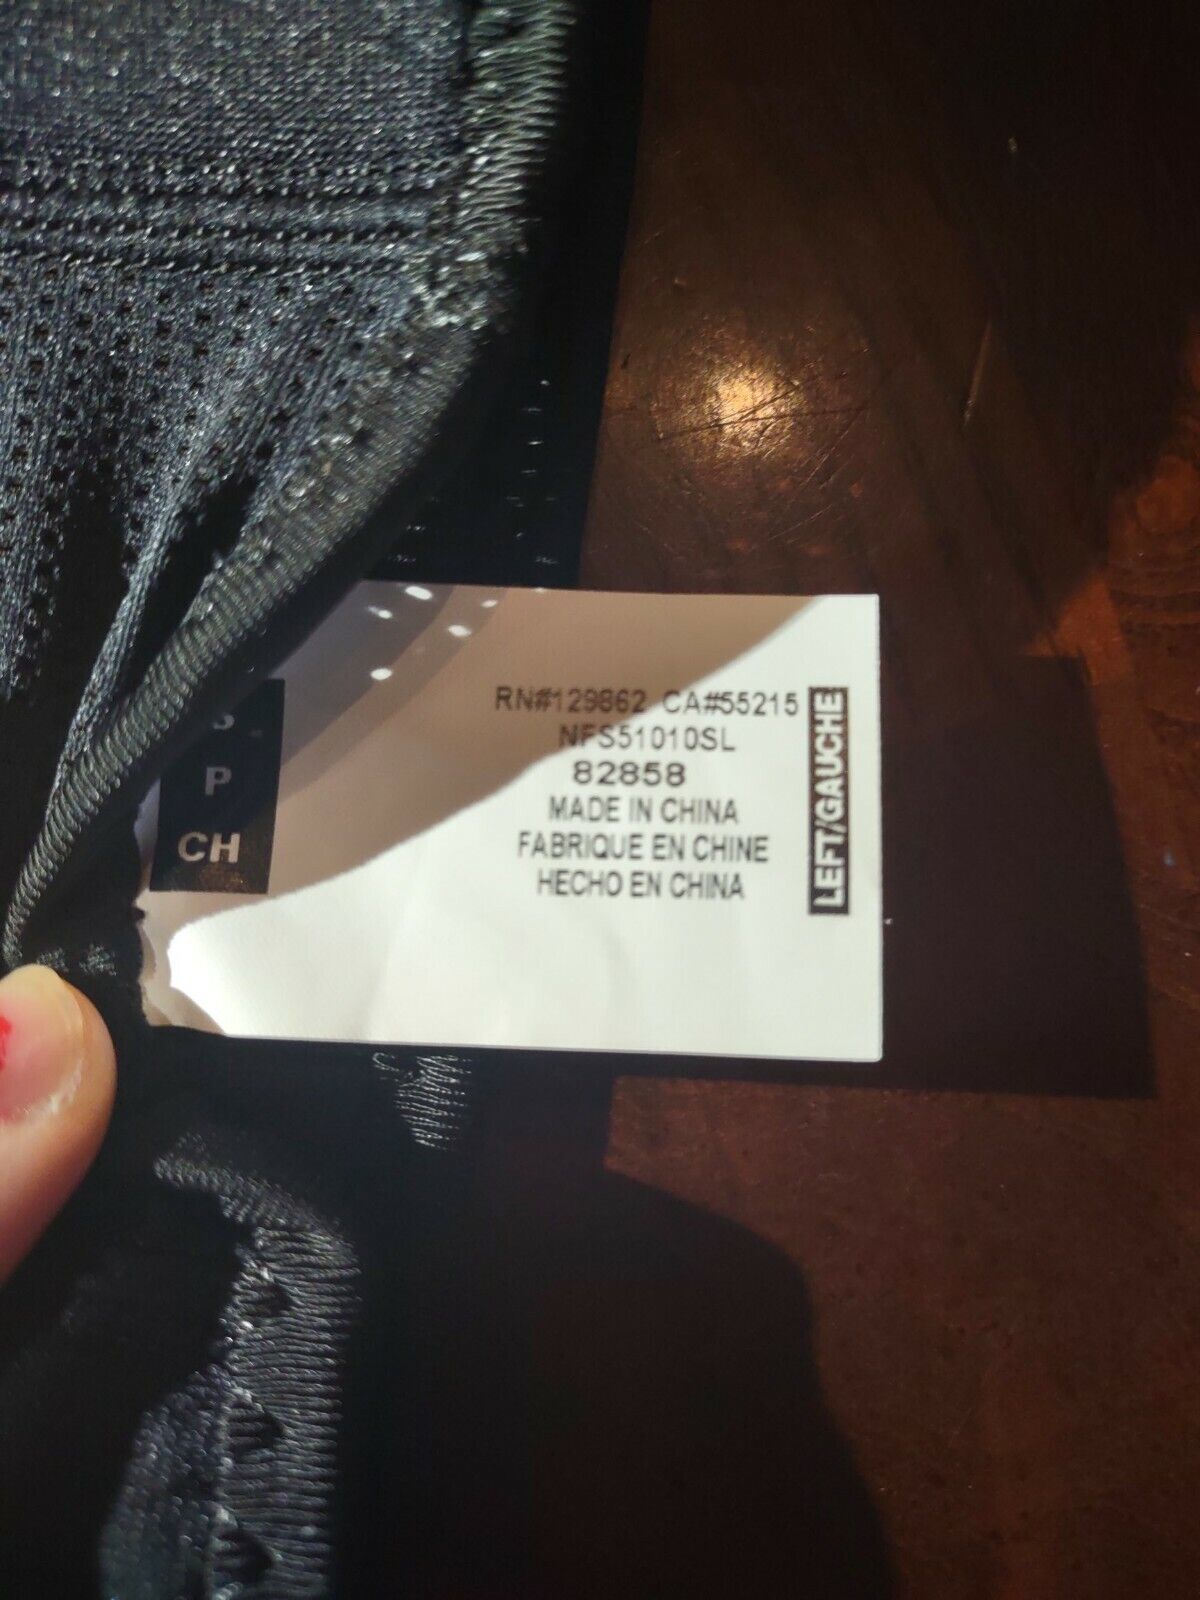 S
P
CH
RN#129862 CA#55215
NFS51010SL
82858
MADE IN CHINA
FABRIQUE EN CHINE
HECHO EN CHINA
LEFT/GAUCHE